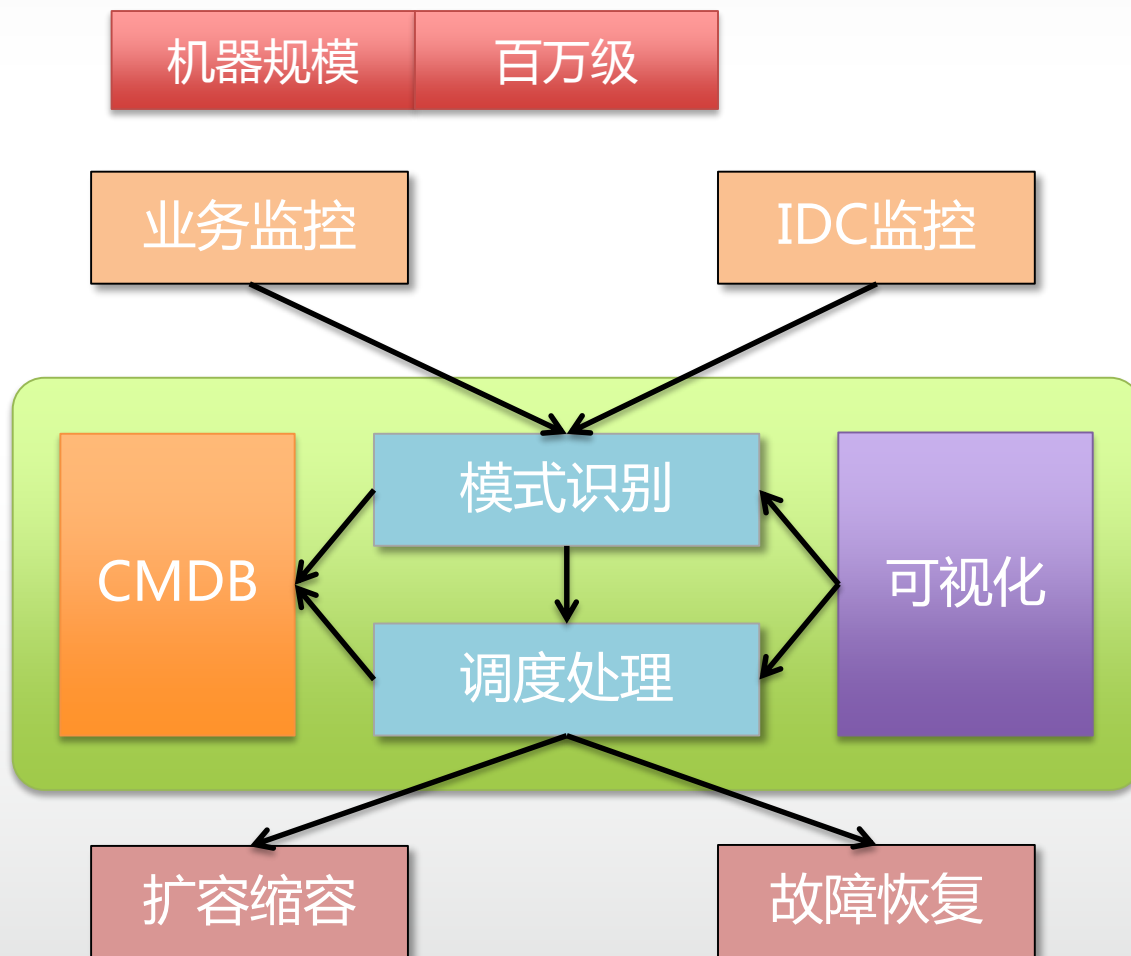 机器规模 百万级
业务监控
IDC监控
模式识别
CMDB
可视化
调度处理
扩容缩容
故障恢复